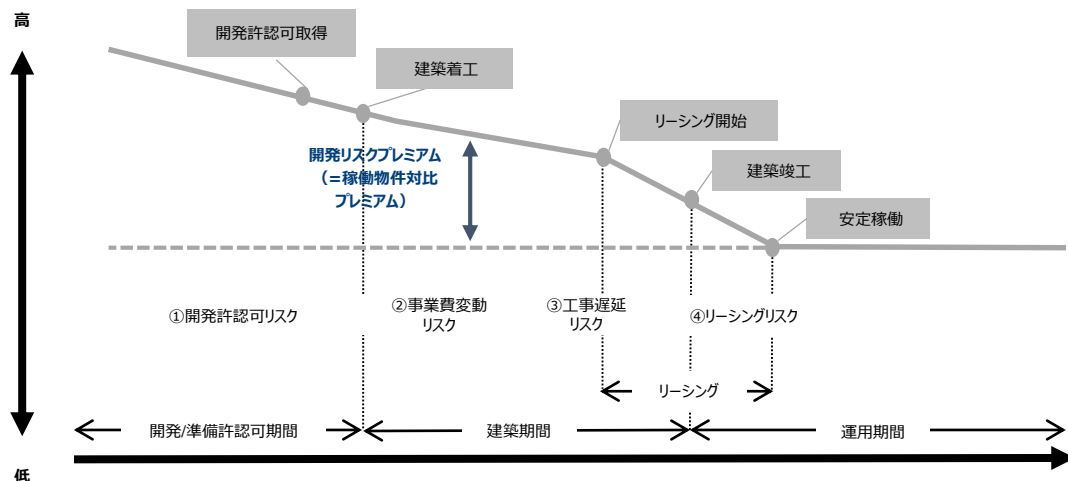 高
開発許認可取得
建築着工
リーシング開始
開発リスクプレミアム
（=稼働物件対比
プレミアム）
建築竣工
安定稼働
①開発許認可リスク
②事業費変動
リスク
③工事遅延
リスク
④リーシングリスク
リーシング
開発/準備許認可期間
建築期間
運用期間
低